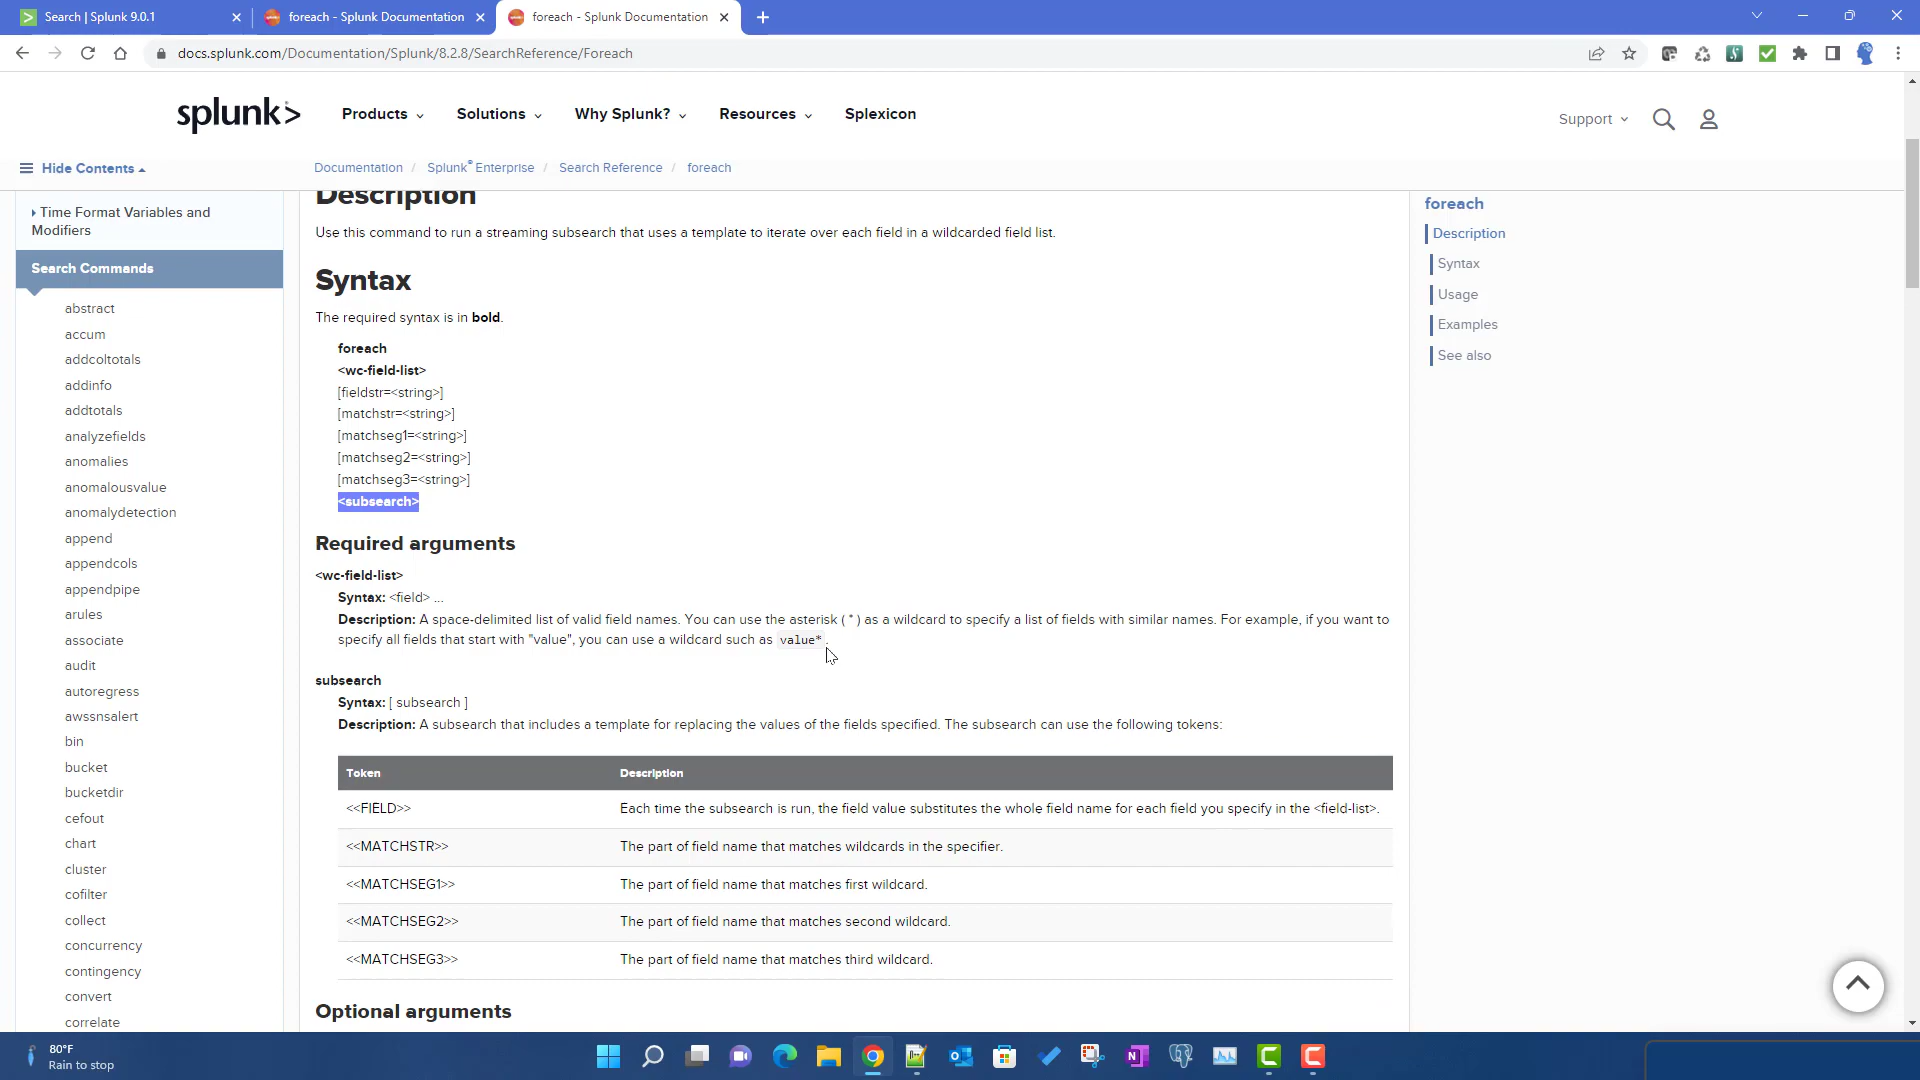 Search | Splunk 9.0.1
foreach - Splunk Documentation
foreach - Splunk Documentation
docs.splunk.com/Documentation/Splunk/8.2.8/SearchReference/Foreach
splunk>
Products
Solutions
Why Splunk?
Resources
Splexicon
Support
Hide Contents
Documentation / Splunk® Enterprise / Search Reference / foreach
Time Format Variables and
Modifiers
Search Commands
abstract
accum
addcoltotals
addinfo
addtotals
analyzefields
anomalies
anomalousvalue
anomalydetection
append
appendcols
appendpipe
arules
associate
audit
autoregress
awssnsalert
bin
bucket
bucketdir
cefout
chart
cluster
cofilter
collect
concurrency
contingency
convert
correlate
Description
Use this command to run a streaming subsearch that uses a template to iterate over each field in a wildcarded field list.
Syntax
The required syntax is in bold.
foreach
<wc-field-list>
[fieldstr=<string>]
[matchstr=<string>]
[matchseg1=<string>]
[matchseg2=<string>]
[matchseg3=<string>]
<subsearch>
Required arguments
<wc-field-list>
Syntax: <field> ...
Description: A space-delimited list of valid field names. You can use the asterisk ( * ) as a wildcard to specify a list of fields with similar names. For example, if you want to
specify all fields that start with "value", you can use a wildcard such as value*.
subsearch
Syntax: [ subsearch ]
Description: A subsearch that includes a template for replacing the values of the fields specified. The subsearch can use the following tokens:
Token Description
<<FIELD>> Each time the subsearch is run, the field value substitutes the whole field name for each field you specify in the <field-list>.
<<MATCHSTR>> The part of field name that matches wildcards in the specifier.
<<MATCHSEG1>> The part of field name that matches first wildcard.
<<MATCHSEG2>> The part of field name that matches second wildcard.
<<MATCHSEG3>> The part of field name that matches third wildcard.
Optional arguments
foreach
Description
Syntax
Usage
Examples
See also
80°F
Rain to stop